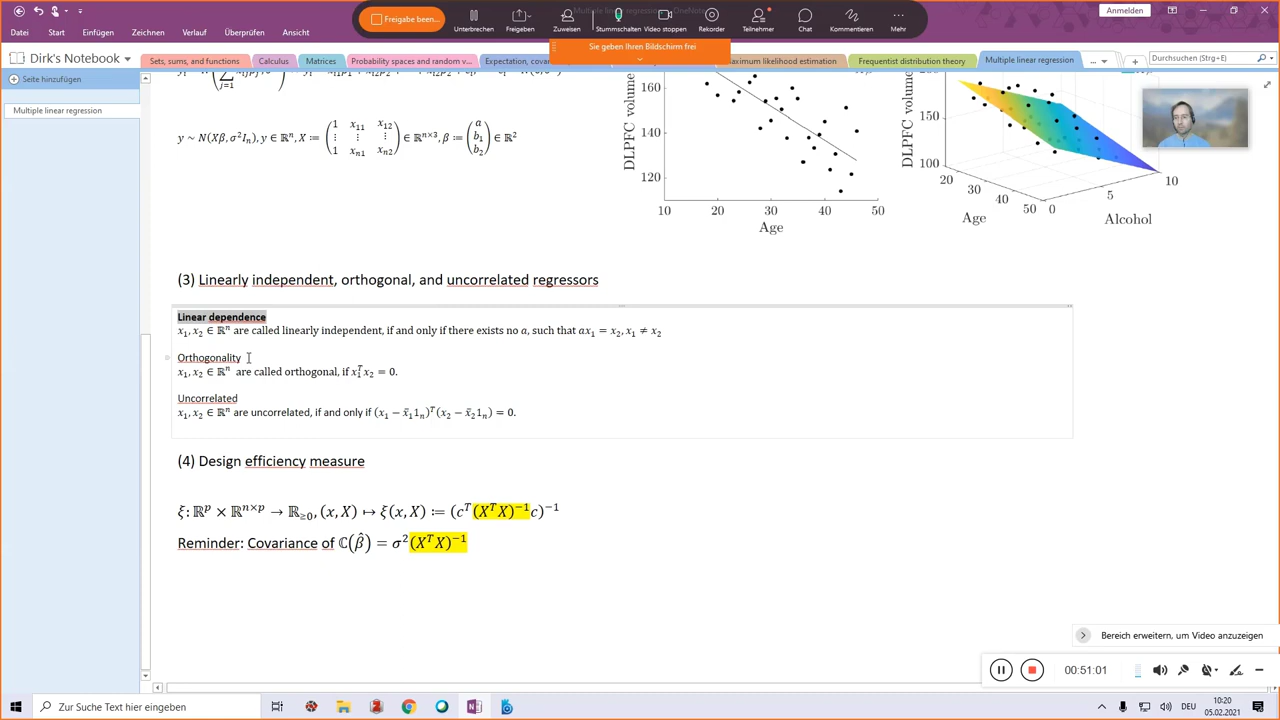 Freigabe been...
Unterbrechen
Freigeben
Zuweisen
Stummschalten
Video stoppen
Rekorder
Teilnehmer
Chat
Kommentieren
Mehr
Sie geben Ihren Bildschirm frei
Anmelden
Datei Start Einfügen Zeichnen Verlauf Überprüfen Ansicht
Dirk's Notebook
Sets, sums, and functions
Calculus
Matrices
Probability spaces and random v...
Expectation, covarian
aximum likelihood estimation
Frequentist distribution theory
Multiple linear regression
...
Durchsuchen (Strg+E)
Seite hinzufügen
Multiple linear regression
j=1
y ~ N(Xβ, σ²Iₙ), y ∈ ℝⁿ, X ≔ (1 x₁₁ x₁₂ ⋮ ⋮ ⋮ 1 xₙ₁ xₙ₂) ∈ ℝⁿˣ³, β ≔ (a b₁ b₂) ∈ ℝ²
DLPFC volume
160
140
120
10 20 30 40 50
Age
DLPFC volume
150
100
20 30 40 50
Age
0 5 10
Alcohol
(3) Linearly independent, orthogonal, and uncorrelated regressors
Linear dependence
x₁, x₂ ∈ ℝⁿ are called linearly independent, if and only if there exists no a, such that ax₁ = x₂, x₁ ≠ x₂
Orthogonality
x₁, x₂ ∈ ℝⁿ are called orthogonal, if x₁ᵀx₂ = 0.
Uncorrelated
x₁, x₂ ∈ ℝⁿ are uncorrelated, if and only if (x₁ − x̄₁1ₙ)ᵀ(x₂ − x̄₂1ₙ) = 0.
(4) Design efficiency measure
ξ: ℝᵖ × ℝⁿˣᵖ → ℝ≥0, (x, X) ↦ ξ(x, X) ≔ (cᵀ(XᵀX)⁻¹c)⁻¹
Reminder: Covariance of ℂ(β̂) = σ²(XᵀX)⁻¹
Bereich erweitern, um Video anzuzeigen
00:51:01
Zur Suche Text hier eingeben
DEU
10:20
05.02.2021